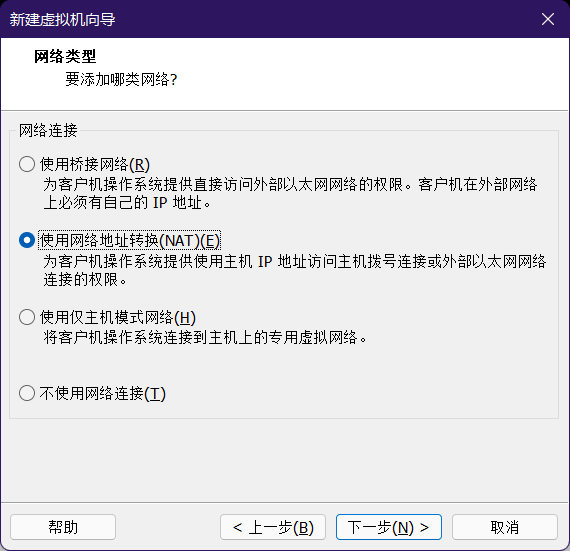 新建虚拟机向导
网络类型
要添加哪类网络?
网络连接
使用桥接网络(R)
为客户机操作系统提供直接访问外部以太网网络的权限。客户机在外部网络
上必须有自己的 IP 地址。
使用网络地址转换(NAT)(E)
为客户机操作系统提供使用主机 IP 地址访问主机拨号连接或外部以太网网络
连接的权限。
使用仅主机模式网络(H)
将客户机操作系统连接到主机上的专用虚拟网络。
不使用网络连接(T)
帮助
< 上一步(B)
下一步(N) >
取消